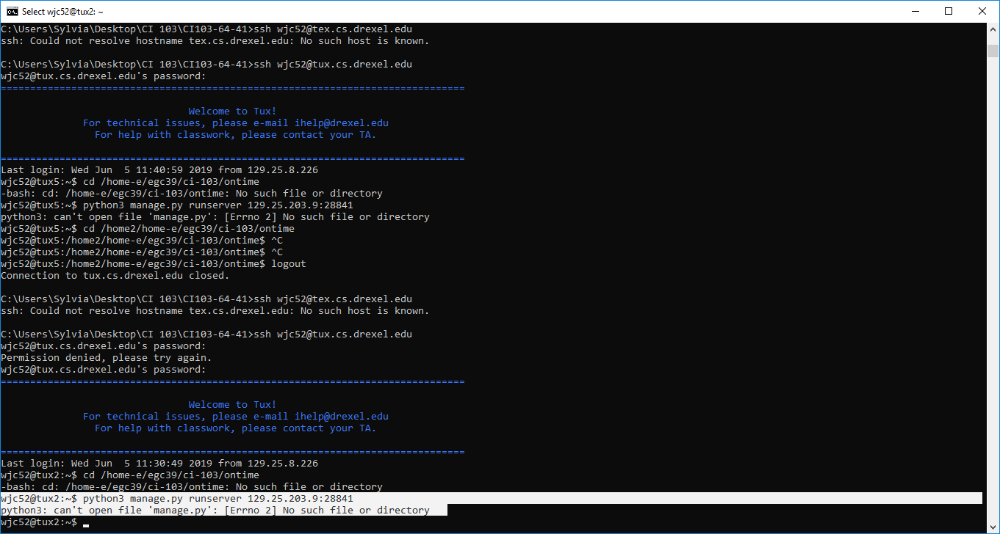 Select wjc52@tux2: ~
C:\Users\Sylvia\Desktop\CI 103\CI103-64-41>ssh wjc52@tex.cs.drexel.edu
ssh: Could not resolve hostname tex.cs.drexel.edu: No such host is known.
C:\Users\Sylvia\Desktop\CI 103\CI103-64-41>ssh wjc52@tux.cs.drexel.edu
wjc52@tux.cs.drexel.edu's password:
===============================================================================
Welcome to Tux!
For technical issues, please e-mail ihelp@drexel.edu
For help with classwork, please contact your TA.
===============================================================================
Last login: Wed Jun  5 11:40:59 2019 from 129.25.8.226
wjc52@tux5:~$ cd /home-e/egc39/ci-103/ontime
-bash: cd: /home-e/egc39/ci-103/ontime: No such file or directory
wjc52@tux5:~$ python3 manage.py runserver 129.25.203.9:28841
python3: can't open file 'manage.py': [Errno 2] No such file or directory
wjc52@tux5:~$ cd /home2/home-e/egc39/ci-103/ontime
wjc52@tux5:/home2/home-e/egc39/ci-103/ontime$ ^C
wjc52@tux5:/home2/home-e/egc39/ci-103/ontime$ ^C
wjc52@tux5:/home2/home-e/egc39/ci-103/ontime$ logout
Connection to tux.cs.drexel.edu closed.
C:\Users\Sylvia\Desktop\CI 103\CI103-64-41>ssh wjc52@tex.cs.drexel.edu
ssh: Could not resolve hostname tex.cs.drexel.edu: No such host is known.
C:\Users\Sylvia\Desktop\CI 103\CI103-64-41>ssh wjc52@tux.cs.drexel.edu
wjc52@tux.cs.drexel.edu's password:
Permission denied, please try again.
wjc52@tux.cs.drexel.edu's password:
===============================================================================
Welcome to Tux!
For technical issues, please e-mail ihelp@drexel.edu
For help with classwork, please contact your TA.
===============================================================================
Last login: Wed Jun  5 11:30:49 2019 from 129.25.8.226
wjc52@tux2:~$ cd /home-e/egc39/ci-103/ontime
-bash: cd: /home-e/egc39/ci-103/ontime: No such file or directory
wjc52@tux2:~$ python3 manage.py runserver 129.25.203.9:28841
python3: can't open file 'manage.py': [Errno 2] No such file or directory
wjc52@tux2:~$